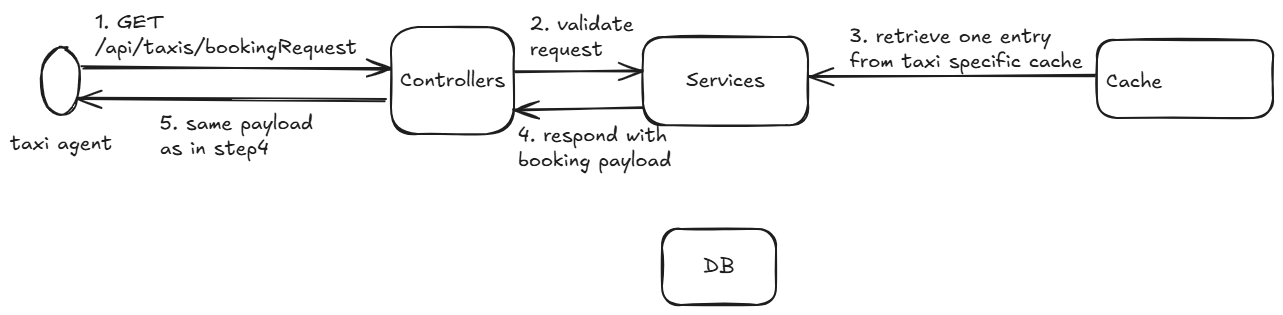 1. GET
/api/taxis/bookingRequest
2. validate
request
3. retrieve one entry
from taxi specific cache
Controllers
Services
Cache
taxi agent
5. same payload
as in step4
4. respond with
booking payload
DB